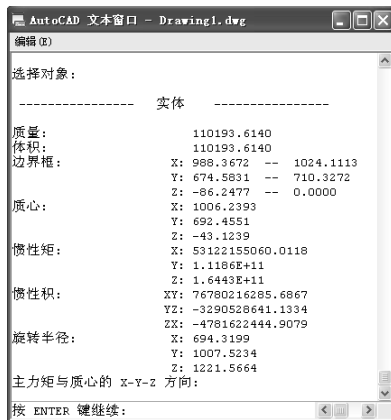 AutoCAD 文本窗口 - Drawing1.dwg
编辑(E)
选择对象:
---------------- 实体 ----------------
质量: 110193.6140
体积: 110193.6140
边界框: X: 988.3672 -- 1024.1113
Y: 674.5831 -- 710.3272
Z: -86.2477 -- 0.0000
质心: X: 1006.2393
Y: 692.4551
Z: -43.1239
惯性矩: X: 53122155060.0118
Y: 1.1186E+11
Z: 1.6443E+11
惯性积: XY: 76780216285.6867
YZ: -3290528641.1334
ZX: -4781622444.9079
旋转半径: X: 694.3199
Y: 1007.5234
Z: 1221.5664
主力矩与质心的 X-Y-Z 方向:
按 ENTER 键继续: